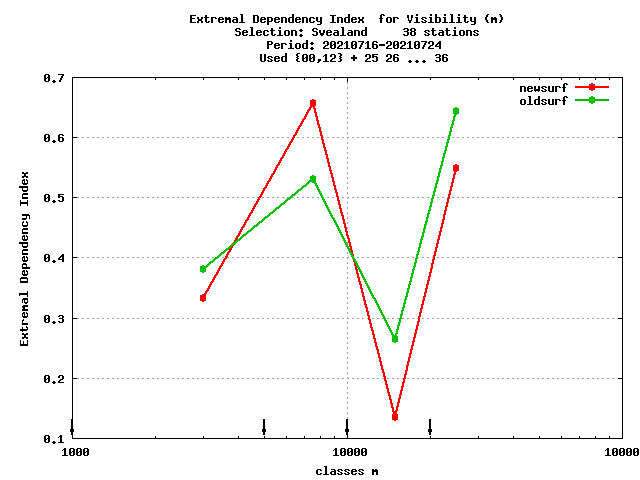 Extremal Dependency Index  for Visibility (m)
Selection: Svealand     38 stations
Period: 20210716-20210724
Used {00,12} + 25 26 ... 36
newsurf
oldsurf
0.7
0.6
0.5
0.4
0.3
0.2
0.1
Extremal Dependency Index
1000 10000 10000
classes m